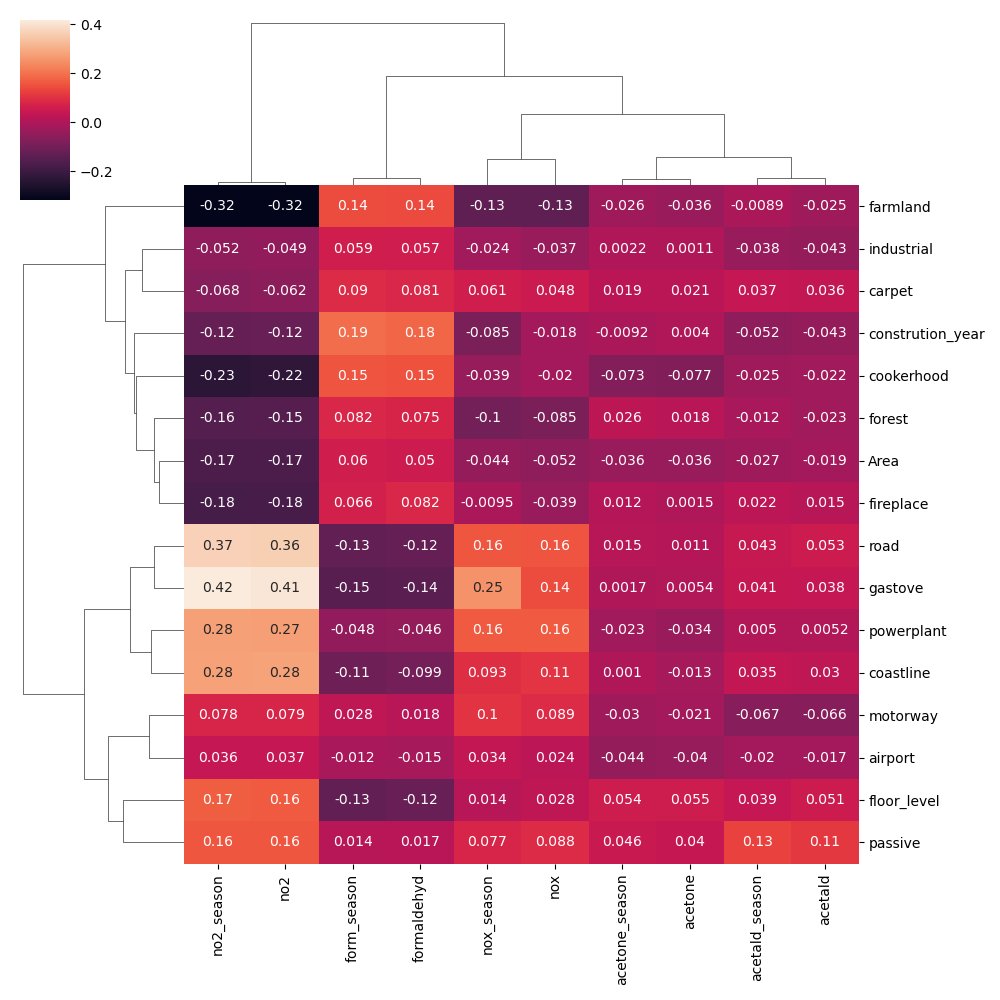 0.4
0.2
0.0
−0.2
-0.32 -0.32 0.14 0.14 -0.13 -0.13 -0.026 -0.036 -0.0089 -0.025 farmland
-0.052 -0.049 0.059 0.057 -0.024 -0.037 0.0022 0.0011 -0.038 -0.043 industrial
-0.068 -0.062 0.09 0.081 0.061 0.048 0.019 0.021 0.037 0.036 carpet
-0.12 -0.12 0.19 0.18 -0.085 -0.018 -0.0092 0.004 -0.052 -0.043 constrution_year
-0.23 -0.22 0.15 0.15 -0.039 -0.02 -0.073 -0.077 -0.025 -0.022 cookerhood
-0.16 -0.15 0.082 0.075 -0.1 -0.085 0.026 0.018 -0.012 -0.023 forest
-0.17 -0.17 0.06 0.05 -0.044 -0.052 -0.036 -0.036 -0.027 -0.019 Area
-0.18 -0.18 0.066 0.082 -0.0095 -0.039 0.012 0.0015 0.022 0.015 fireplace
0.37 0.36 -0.13 -0.12 0.16 0.16 0.015 0.011 0.043 0.053 road
0.42 0.41 -0.15 -0.14 0.25 0.14 0.0017 0.0054 0.041 0.038 gastove
0.28 0.27 -0.048 -0.046 0.16 0.16 -0.023 -0.034 0.005 0.0052 powerplant
0.28 0.28 -0.11 -0.099 0.093 0.11 0.001 -0.013 0.035 0.03 coastline
0.078 0.079 0.028 0.018 0.1 0.089 -0.03 -0.021 -0.067 -0.066 motorway
0.036 0.037 -0.012 -0.015 0.034 0.024 -0.044 -0.04 -0.02 -0.017 airport
0.17 0.16 -0.13 -0.12 0.014 0.028 0.054 0.055 0.039 0.051 floor_level
0.16 0.16 0.014 0.017 0.077 0.088 0.046 0.04 0.13 0.11 passive
no2_season
no2
form_season
formaldehyd
nox_season
nox
acetone_season
acetone
acetald_season
acetald